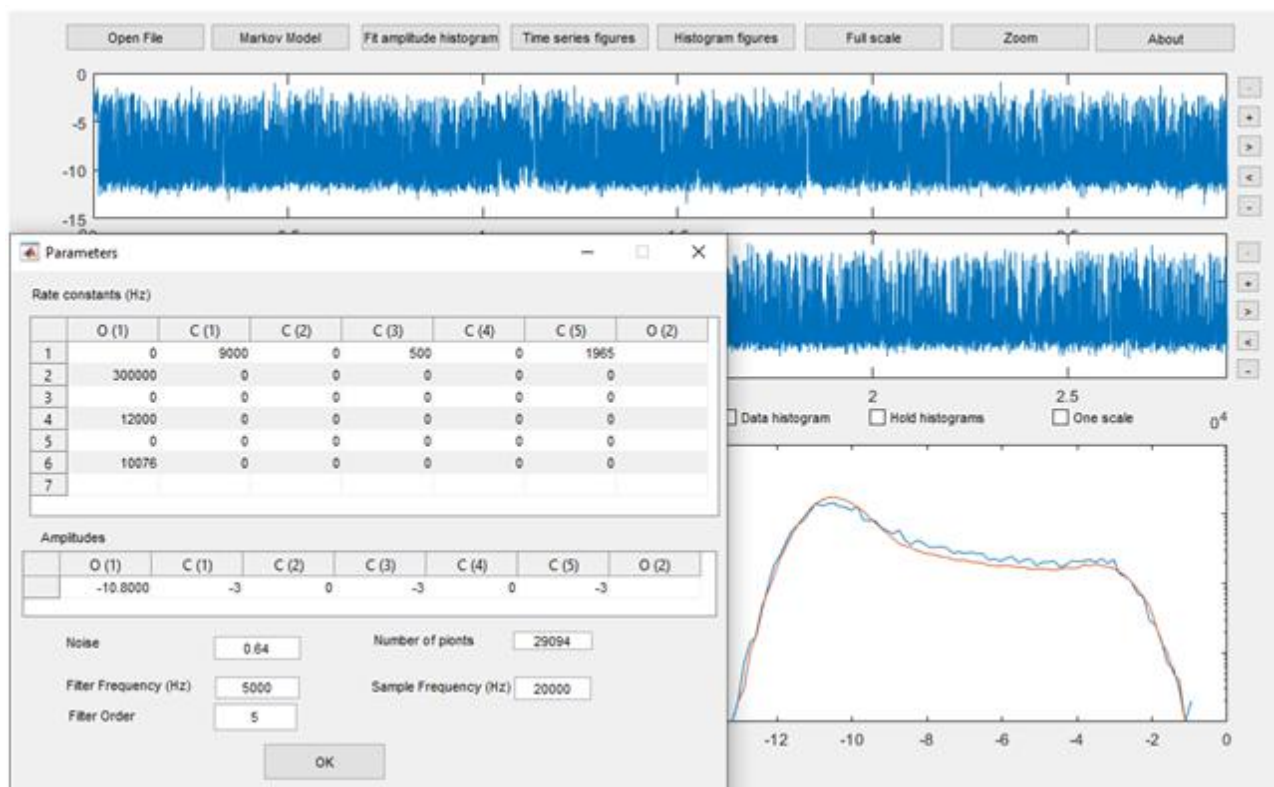 Open File Markov Model Fit amplitude histogram Time series figures Histogram figures Full scale Zoom About
0
-5
-10
-15
- + > < -
Parameters
Rate constants (Hz)
O (1) C (1) C (2) C (3) C (4) C (5) O (2)
1 0 9000 0 500 0 1965
2 300000 0 0 0 0 0
3 0 0 0 0 0 0
4 12000 0 0 0 0 0
5 0 0 0 0 0 0
6 10076 0 0 0 0 0
7
Amplitudes
O (1) C (1) C (2) C (3) C (4) C (5) O (2)
-10.8000 -3 0 -3 0 -3
Noise 0.64 Number of pionts 29094
Filter Frequency (Hz) 5000 Sample Frequency (Hz) 20000
Filter Order 5
OK
- + > < -
2 2.5
Data histogram Hold histograms One scale 0⁴
-12 -10 -8 -6 -4 -2 0